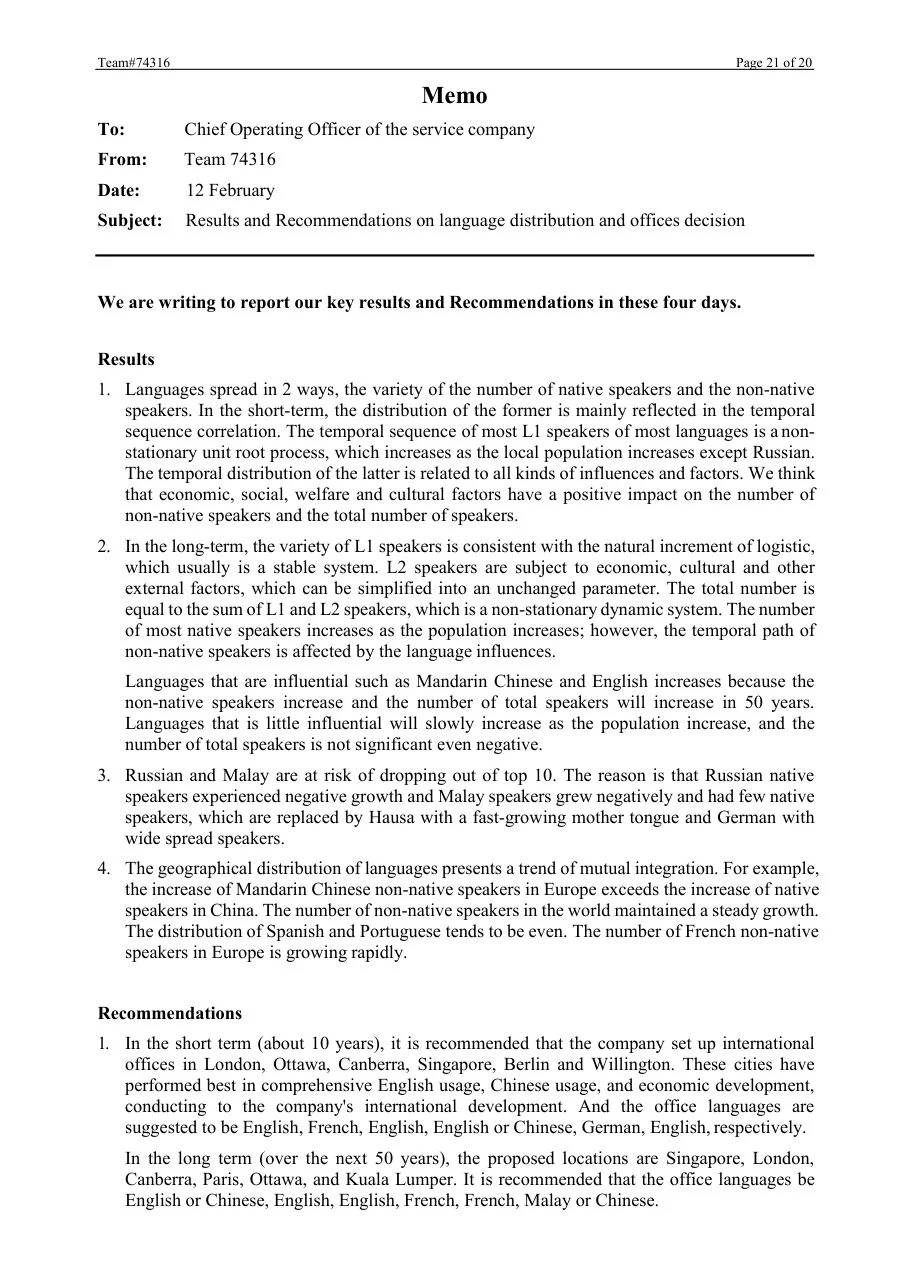 Team#74316 Page 21 of 20
Memo
To: Chief Operating Officer of the service company
From: Team 74316
Date: 12 February
Subject: Results and Recommendations on language distribution and offices decision
We are writing to report our key results and Recommendations in these four days.
Results
1. Languages spread in 2 ways, the variety of the number of native speakers and the non-native
speakers. In the short-term, the distribution of the former is mainly reflected in the temporal
sequence correlation. The temporal sequence of most L1 speakers of most languages is a non-
stationary unit root process, which increases as the local population increases except Russian.
The temporal distribution of the latter is related to all kinds of influences and factors. We think
that economic, social, welfare and cultural factors have a positive impact on the number of
non-native speakers and the total number of speakers.
2. In the long-term, the variety of L1 speakers is consistent with the natural increment of logistic,
which usually is a stable system. L2 speakers are subject to economic, cultural and other
external factors, which can be simplified into an unchanged parameter. The total number is
equal to the sum of L1 and L2 speakers, which is a non-stationary dynamic system. The number
of most native speakers increases as the population increases; however, the temporal path of
non-native speakers is affected by the language influences.
Languages that are influential such as Mandarin Chinese and English increases because the
non-native speakers increase and the number of total speakers will increase in 50 years.
Languages that is little influential will slowly increase as the population increase, and the
number of total speakers is not significant even negative.
3. Russian and Malay are at risk of dropping out of top 10. The reason is that Russian native
speakers experienced negative growth and Malay speakers grew negatively and had few native
speakers, which are replaced by Hausa with a fast-growing mother tongue and German with
wide spread speakers.
4. The geographical distribution of languages presents a trend of mutual integration. For example,
the increase of Mandarin Chinese non-native speakers in Europe exceeds the increase of native
speakers in China. The number of non-native speakers in the world maintained a steady growth.
The distribution of Spanish and Portuguese tends to be even. The number of French non-native
speakers in Europe is growing rapidly.
Recommendations
1. In the short term (about 10 years), it is recommended that the company set up international
offices in London, Ottawa, Canberra, Singapore, Berlin and Willington. These cities have
performed best in comprehensive English usage, Chinese usage, and economic development,
conducting to the company's international development. And the office languages are
suggested to be English, French, English, English or Chinese, German, English, respectively.
In the long term (over the next 50 years), the proposed locations are Singapore, London,
Canberra, Paris, Ottawa, and Kuala Lumper. It is recommended that the office languages be
English or Chinese, English, English, French, French, Malay or Chinese.